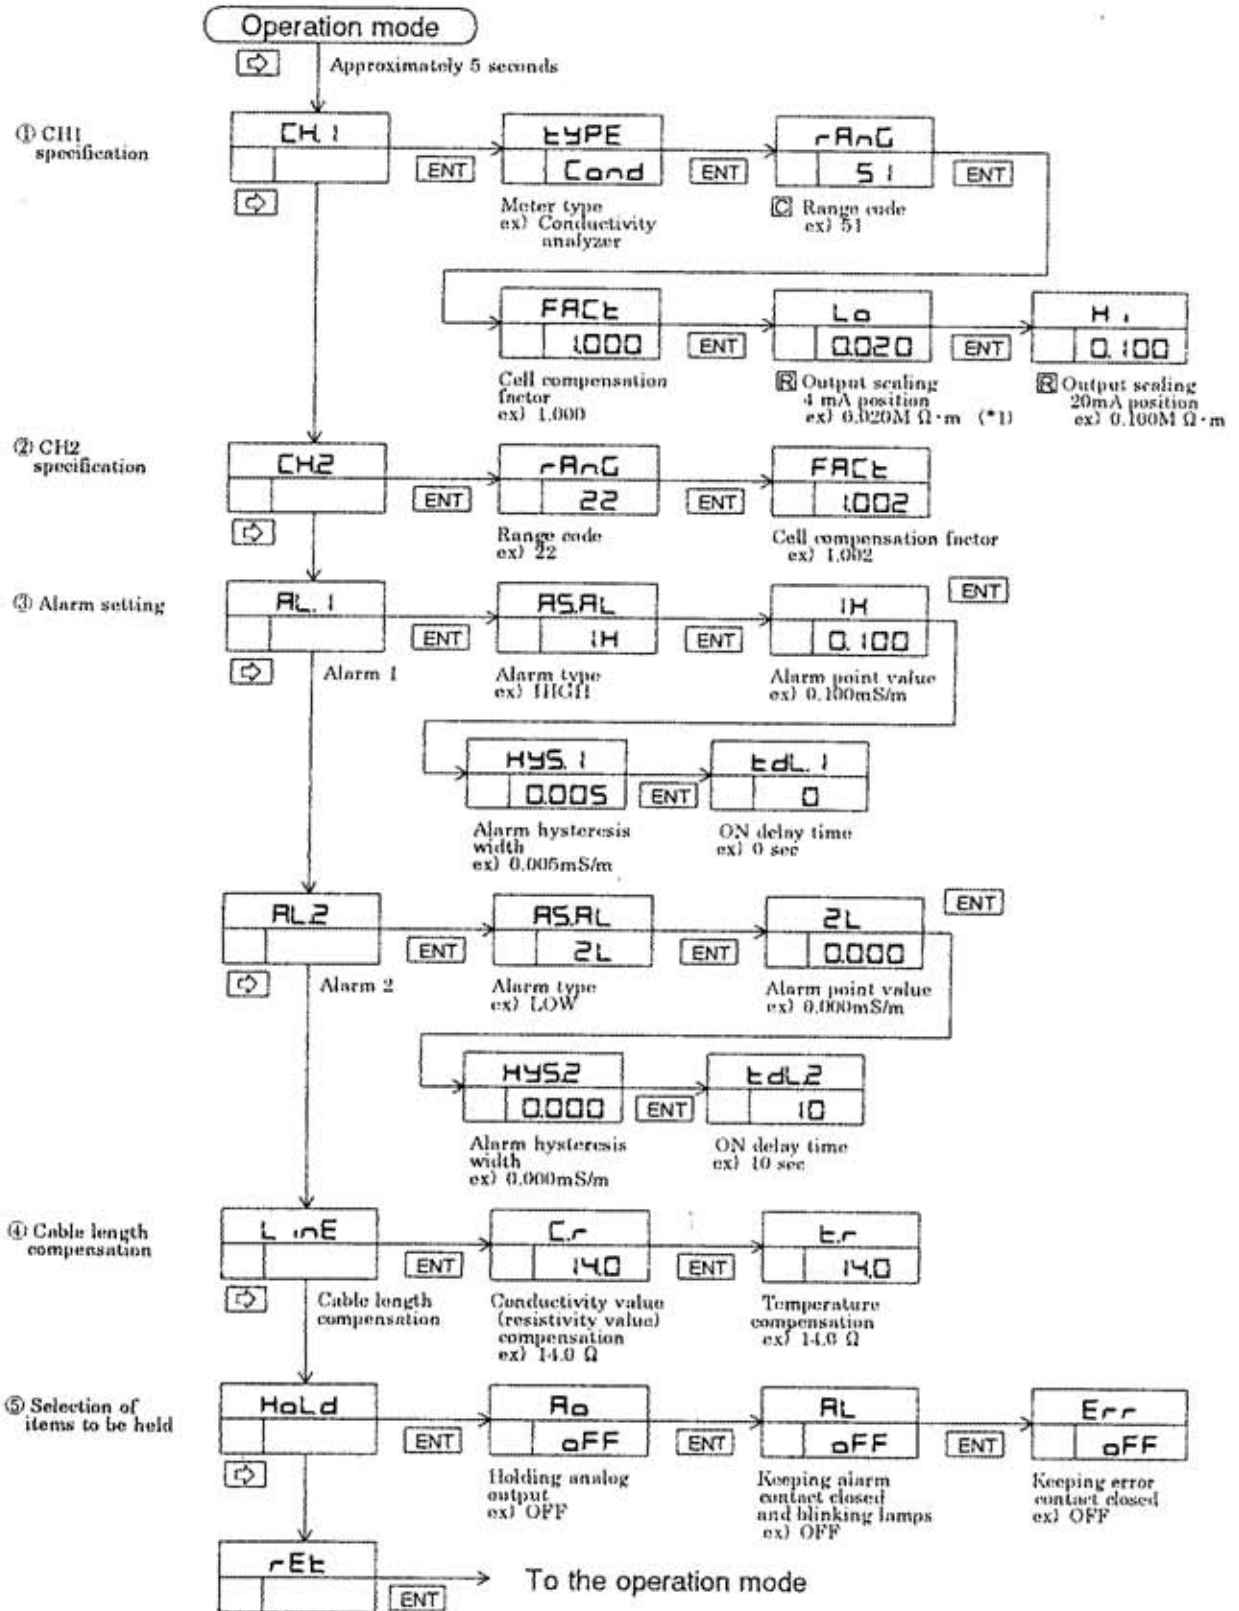 Operation mode
Approximately 5 seconds
① CH1
specification
CH.1
ENT
tYPE
Cond
ENT
rAnG
51
ENT
Meter type
ex) Conductivity
analyzer
C Range code
ex) 51
FACt
1.000
ENT
Lo
0.020
ENT
Hi
0.100
Cell compensation
factor
ex) 1.000
R Output scaling
4 mA position
ex) 0.020M Ω·m (*1)
R Output scaling
20mA position
ex) 0.100M Ω·m
② CH2
specification
CH.2
ENT
rAnG
22
ENT
FACt
1.002
Range code
ex) 22
Cell compensation factor
ex) 1.002
③ Alarm setting
AL.1
ENT
AS.AL
1H
ENT
1H
0.100
ENT
Alarm 1
Alarm type
ex) HIGH
Alarm point value
ex) 0.100mS/m
HYS.1
0.005
ENT
tdL.1
0
Alarm hysteresis
width
ex) 0.005mS/m
ON delay time
ex) 0 sec
AL.2
ENT
AS.AL
2L
ENT
2L
0.000
ENT
Alarm 2
Alarm type
ex) LOW
Alarm point value
ex) 0.000mS/m
HYS.2
0.000
ENT
tdL.2
10
Alarm hysteresis
width
ex) 0.000mS/m
ON delay time
ex) 10 sec
④ Cable length
compensation
LinE
ENT
C.r
14.0
ENT
t.r
14.0
Cable length
compensation
Conductivity value
(resistivity value)
compensation
ex) 14.0 Ω
Temperature
compensation
ex) 14.0 Ω
⑤ Selection of
items to be held
HoLd
ENT
Ao
oFF
ENT
AL
oFF
ENT
Err
oFF
Holding analog
output
ex) OFF
Keeping alarm
contact closed
and blinking lamps
ex) OFF
Keeping error
contact closed
ex) OFF
rEt
ENT
To the operation mode